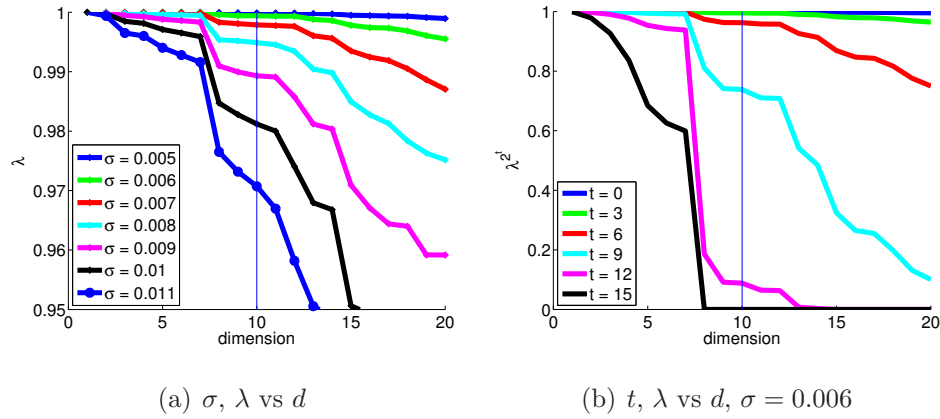 1
0.99
0.98
0.97
0.96
0.95
λ
0 5 10 15 20
dimension
σ = 0.005
σ = 0.006
σ = 0.007
σ = 0.008
σ = 0.009
σ = 0.01
σ = 0.011
(a) σ, λ vs d
1
0.8
0.6
0.4
0.2
0
λ^{2^t}
0 5 10 15 20
dimension
t = 0
t = 3
t = 6
t = 9
t = 12
t = 15
(b) t, λ vs d, σ = 0.006